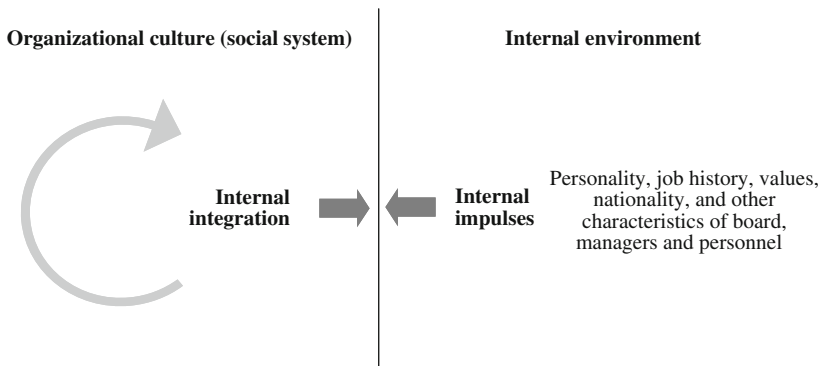 Organizational culture (social system)
Internal environment
Internal
integration
Internal
impulses
Personality, job history, values,
nationality, and other
characteristics of board,
managers and personnel